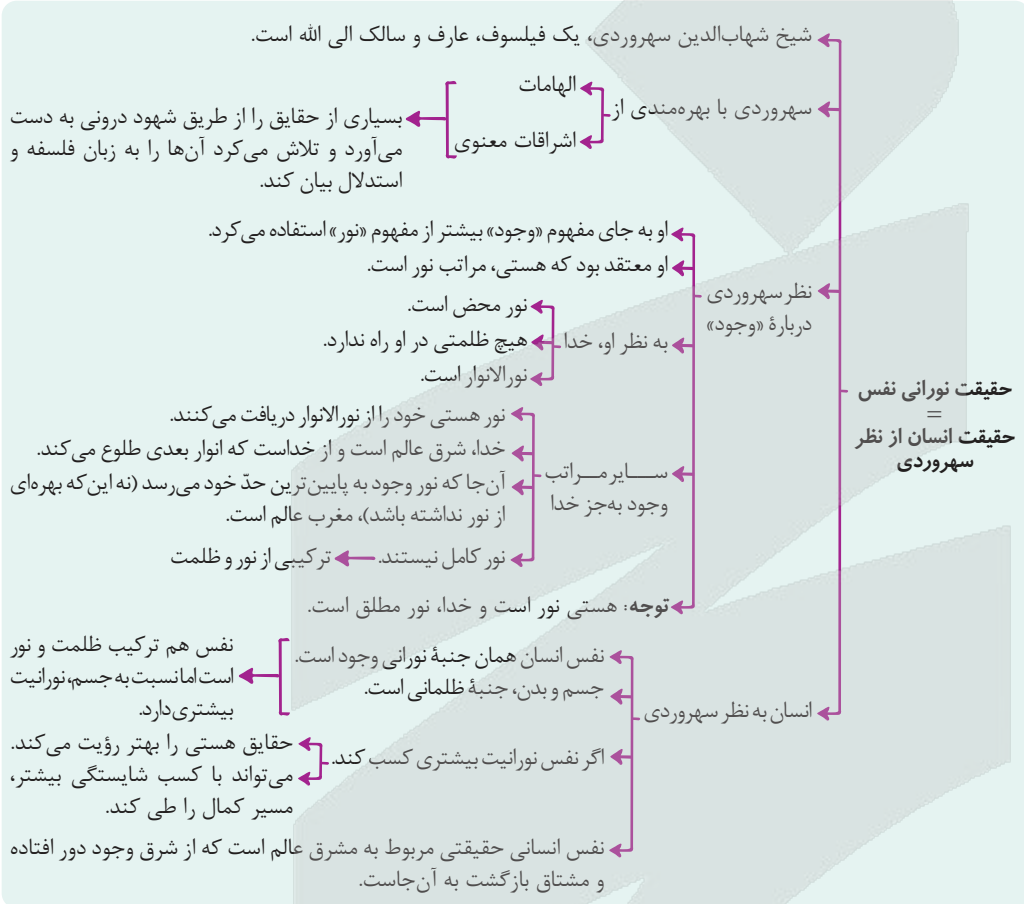 حقیقت نورانی نفس
=
حقیقت انسان از نظر
سهروردی
شیخ شهاب‌الدین سهروردی، یک فیلسوف، عارف و سالک الی الله است.
سهروردی با بهره‌مندی از
الهامات
اشراقات معنوی
بسیاری از حقایق را از طریق شهود درونی به دست
می‌آورد و تلاش می‌کرد آن‌ها را به زبان فلسفه و
استدلال بیان کند.
نظر سهروردی
دربارهٔ «وجود»
او به جای مفهوم «وجود» بیشتر از مفهوم «نور» استفاده می‌کرد.
او معتقد بود که هستی، مراتب نور است.
به نظر او، خدا
نور محض است.
هیچ ظلمتی در او راه ندارد.
نورالانوار است.
سایر مراتب
وجود به‌جز خدا
نور هستی خود را از نورالانوار دریافت می‌کنند.
خدا، شرق عالم است و از خداست که انوار بعدی طلوع می‌کند.
آن‌جا که نور وجود به پایین‌ترین حدّ خود می‌رسد (نه این‌که بهره‌ای
از نور نداشته باشد)، مغرب عالم است.
نور کامل نیستند.
ترکیبی از نور و ظلمت
توجه: هستی نور است و خدا، نور مطلق است.
انسان به نظر سهروردی
نفس انسان همان جنبهٔ نورانی وجود است.
جسم و بدن، جنبهٔ ظلمانی است.
نفس هم ترکیب ظلمت و نور
است اما نسبت به جسم، نورانیت
بیشتری دارد.
اگر نفس نورانیت بیشتری کسب کند.
حقایق هستی را بهتر رؤیت می‌کند.
می‌تواند با کسب شایستگی بیشتر،
مسیر کمال را طی کند.
نفس انسانی حقیقتی مربوط به مشرق عالم است که از شرق وجود دور افتاده
و مشتاق بازگشت به آن‌جاست.